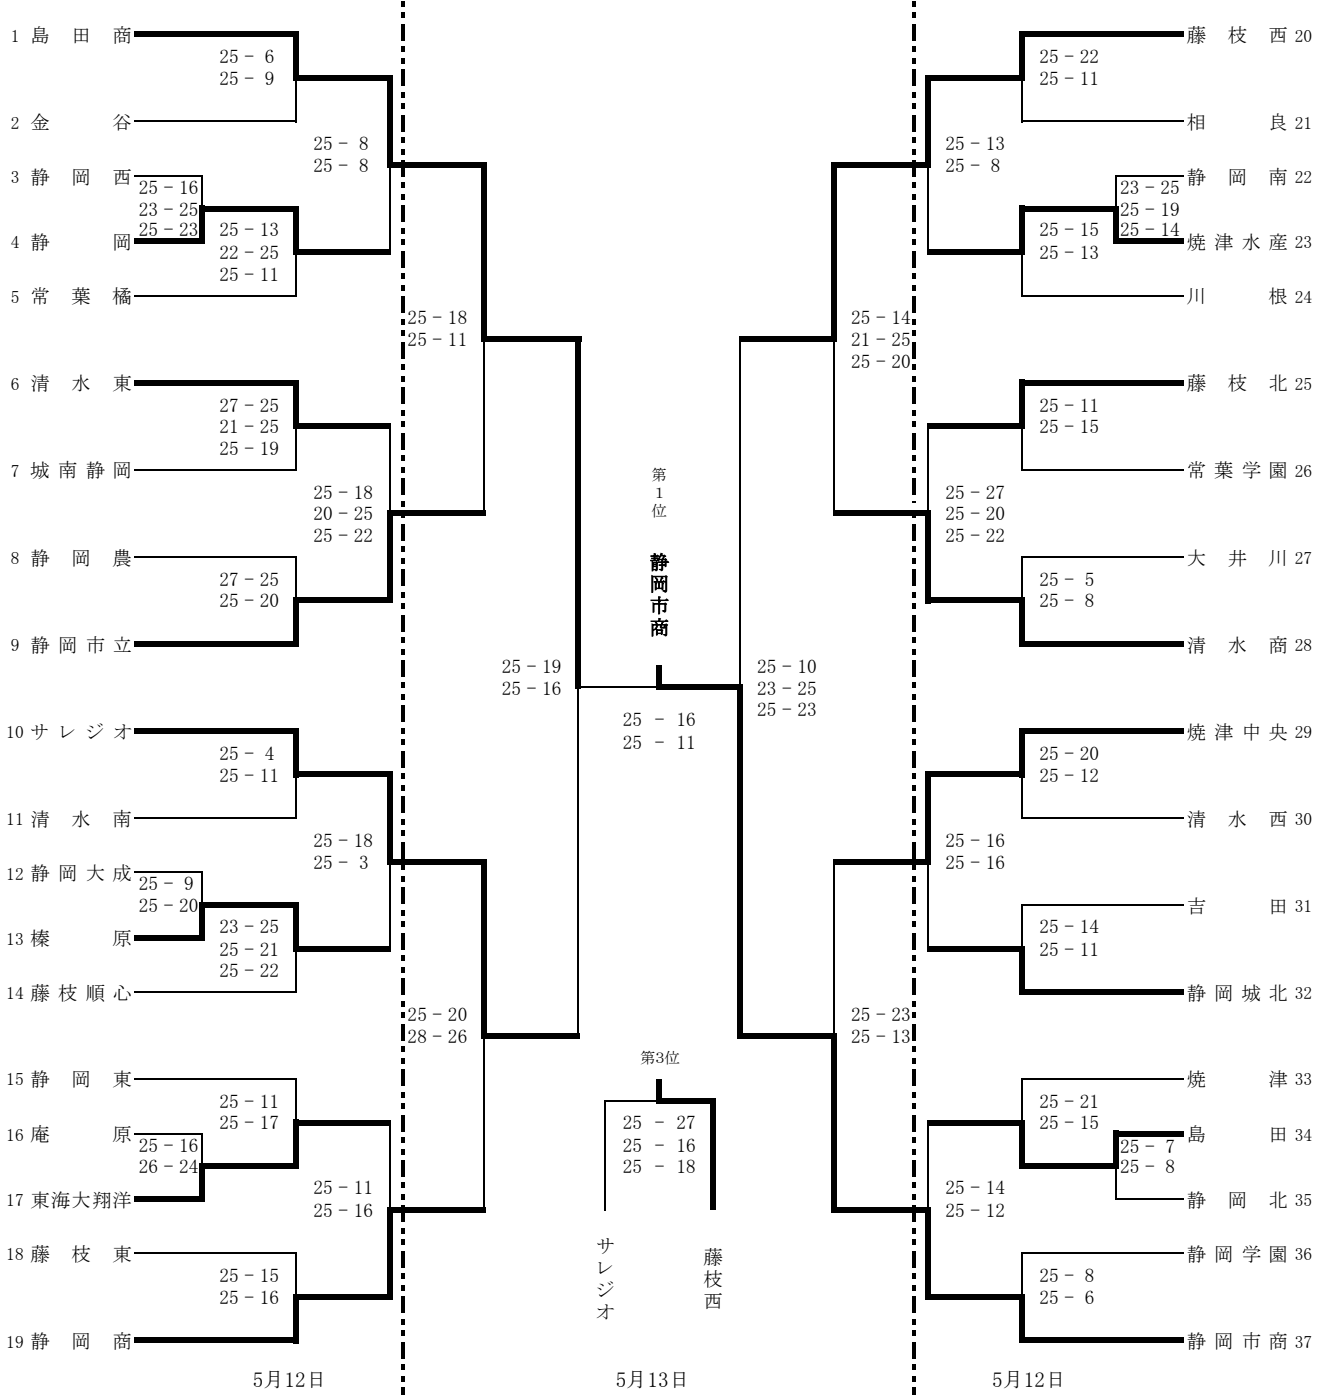 1 島田商
25 - 6
25 - 9
2 金谷
25 - 8
25 - 8
3 静岡西
25 - 16
23 - 25
25 - 23
4 静岡
25 - 13
22 - 25
25 - 11
5 常葉橘
25 - 18
25 - 11
6 清水東
27 - 25
21 - 25
25 - 19
7 城南静岡
25 - 18
20 - 25
25 - 22
8 静岡農
27 - 25
25 - 20
9 静岡市立
25 - 19
25 - 16
10 サレジオ
25 - 4
25 - 11
11 清水南
25 - 18
25 - 3
12 静岡大成
25 - 9
25 - 20
13 榛原
23 - 25
25 - 21
25 - 22
14 藤枝順心
25 - 20
28 - 26
15 静岡東
25 - 11
25 - 17
16 庵原
25 - 16
26 - 24
17 東海大翔洋
25 - 11
25 - 16
18 藤枝東
25 - 15
25 - 16
19 静岡商
5月12日
第1位
静岡市商
25 - 16
25 - 11
第3位
25 - 27
25 - 16
25 - 18
サレジオ
藤枝西
5月13日
藤枝西 20
25 - 22
25 - 11
相良 21
25 - 13
25 - 8
静岡南 22
23 - 25
25 - 19
25 - 14
焼津水産 23
25 - 15
25 - 13
川根 24
25 - 14
21 - 25
25 - 20
藤枝北 25
25 - 11
25 - 15
常葉学園 26
25 - 27
25 - 20
25 - 22
大井川 27
25 - 5
25 - 8
清水商 28
25 - 10
23 - 25
25 - 23
焼津中央 29
25 - 20
25 - 12
清水西 30
25 - 16
25 - 16
吉田 31
25 - 14
25 - 11
静岡城北 32
25 - 23
25 - 13
焼津 33
25 - 21
25 - 15
島田 34
25 - 7
25 - 8
静岡北 35
25 - 14
25 - 12
静岡学園 36
25 - 8
25 - 6
静岡市商 37
5月12日